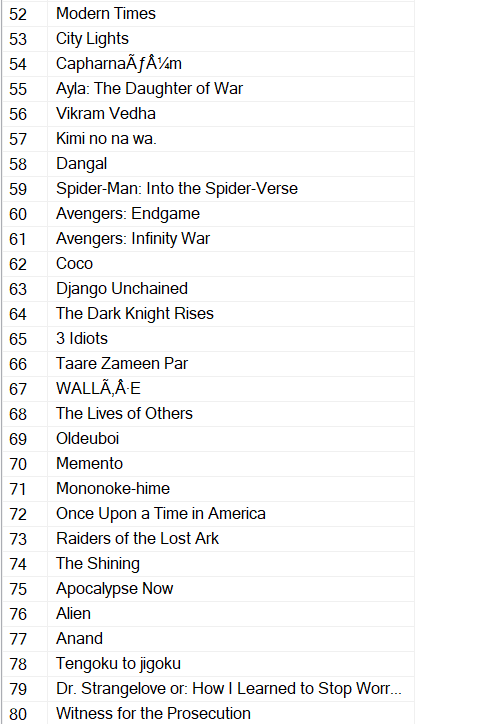 52 Modern Times
53 City Lights
54 CapharnaÃƒÂ¼m
55 Ayla: The Daughter of War
56 Vikram Vedha
57 Kimi no na wa.
58 Dangal
59 Spider-Man: Into the Spider-Verse
60 Avengers: Endgame
61 Avengers: Infinity War
62 Coco
63 Django Unchained
64 The Dark Knight Rises
65 3 Idiots
66 Taare Zameen Par
67 WALLÃ‚Â·E
68 The Lives of Others
69 Oldeuboi
70 Memento
71 Mononoke-hime
72 Once Upon a Time in America
73 Raiders of the Lost Ark
74 The Shining
75 Apocalypse Now
76 Alien
77 Anand
78 Tengoku to jigoku
79 Dr. Strangelove or: How I Learned to Stop Worr...
80 Witness for the Prosecution